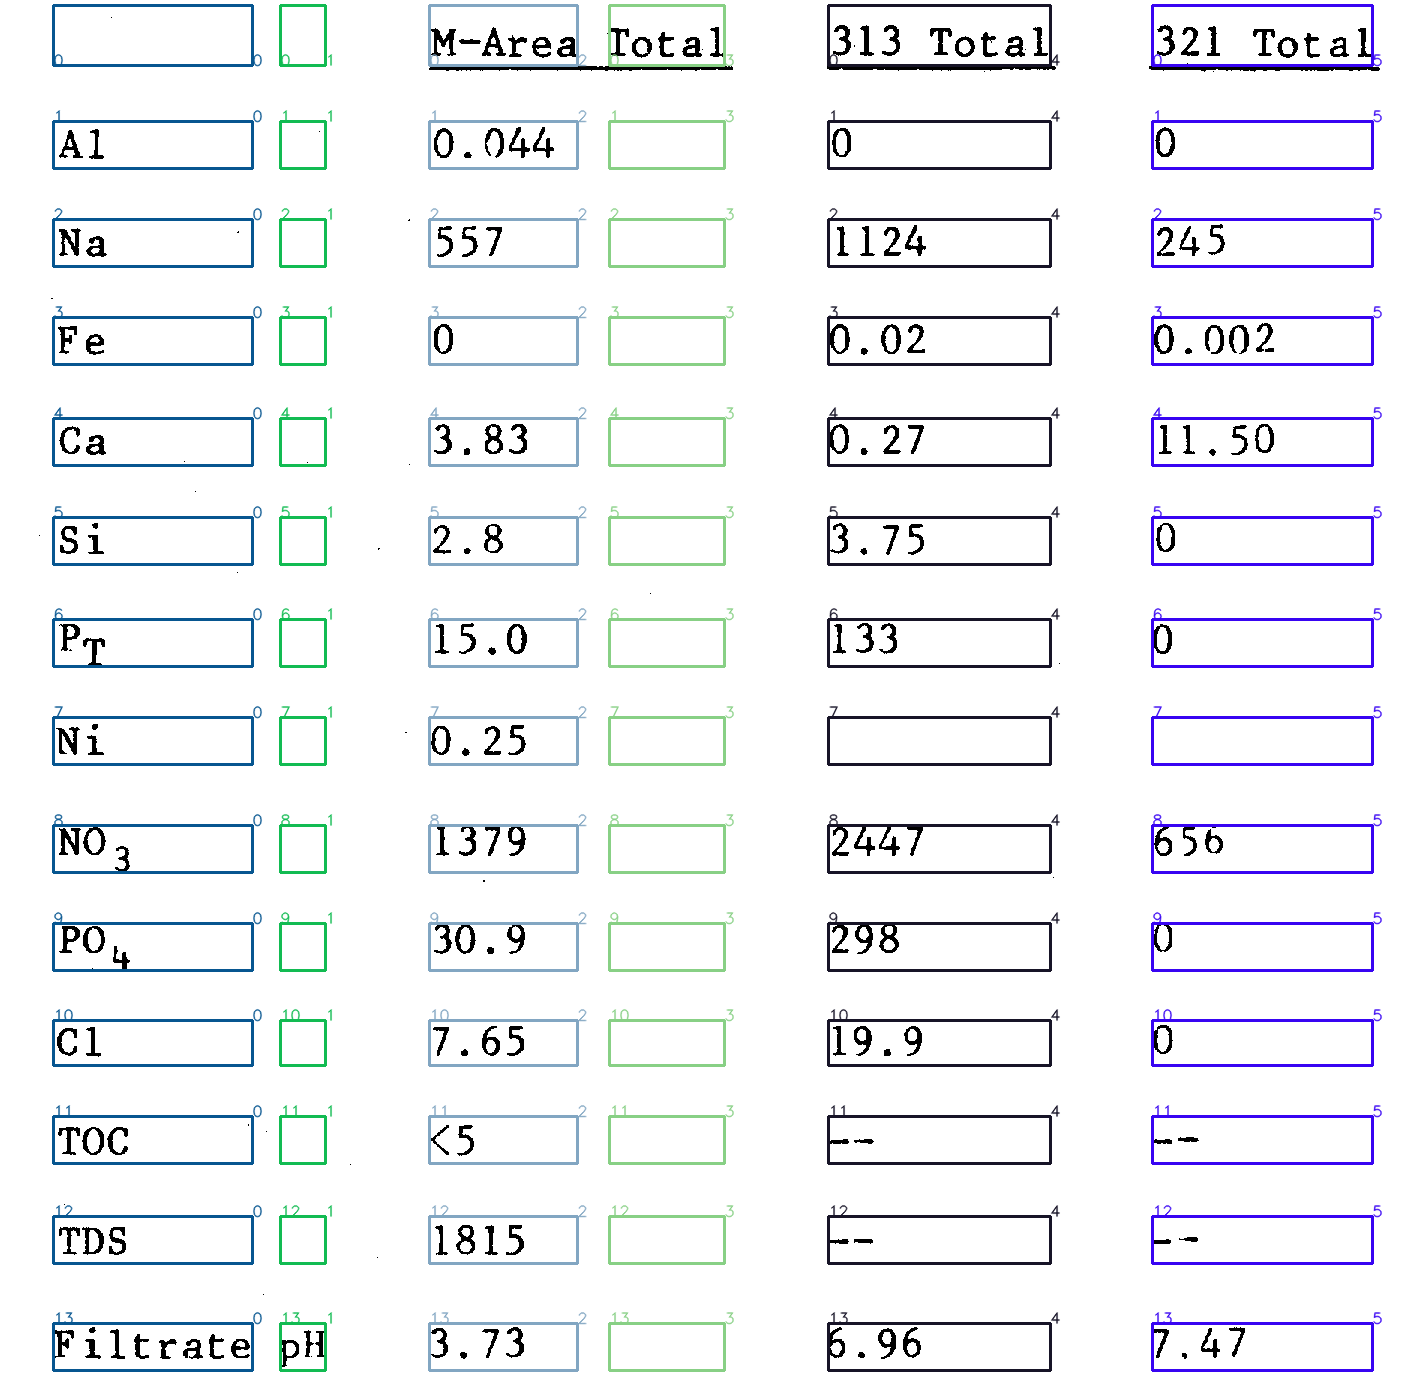 M-Area Total 313 Total 321 Total
Al 0.044 0 0
Na 557 1124 245
Fe 0 0.02 0.002
Ca 3.83 0.27 11.50
Si 2.8 3.75 0
PT 15.0 133 0
Ni 0.25
NO3 1379 2447 656
PO4 30.9 298 0
Cl 7.65 19.9 0
TOC <5 -- --
TDS 1815 -- --
Filtrate pH 3.73 6.96 7.47